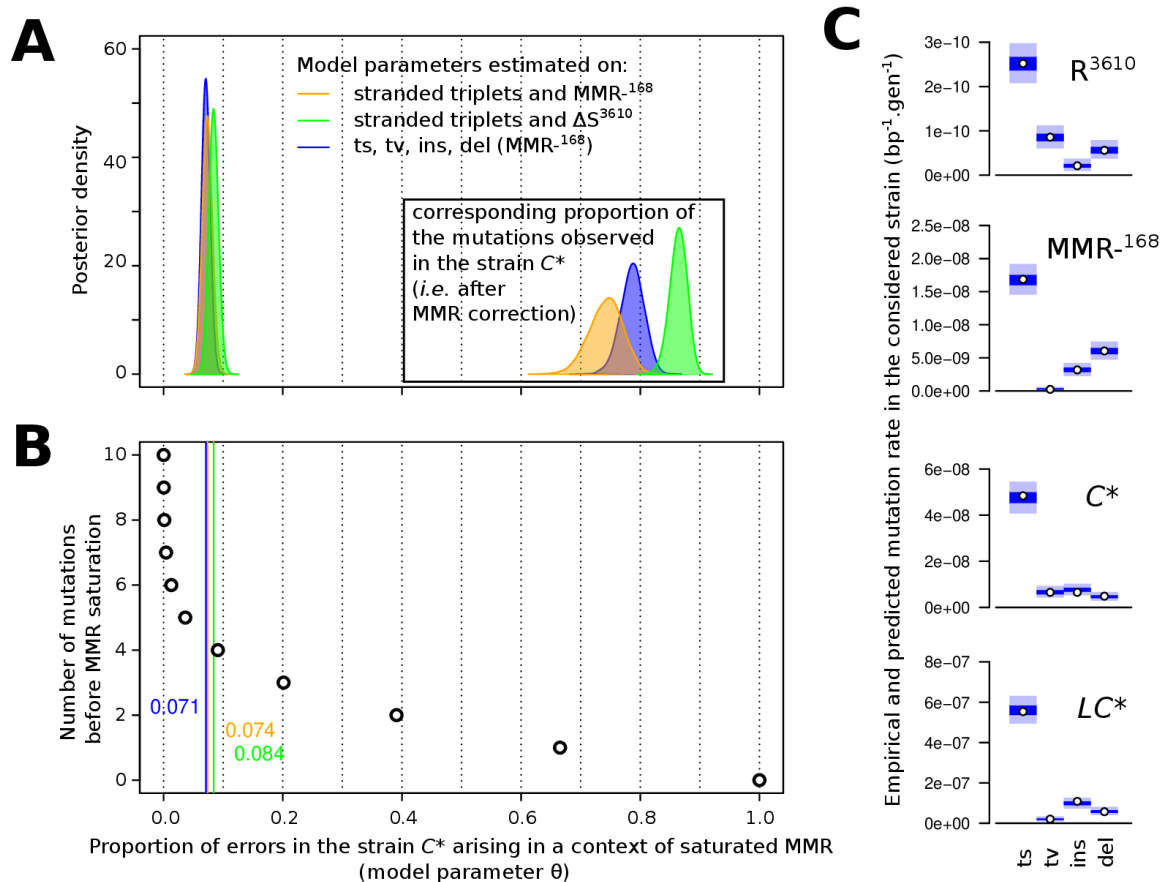 A
60
40
20
0
Posterior density
Model parameters estimated on:
stranded triplets and MMR-¹⁶⁸
stranded triplets and ΔS³⁶¹⁰
ts, tv, ins, del (MMR-¹⁶⁸)
corresponding proportion of
the mutations observed
in the strain C*
(i.e. after
MMR correction)
B
10
8
6
4
2
0
Number of mutations
before MMR saturation
0.071
0.074
0.084
0.0 0.2 0.4 0.6 0.8 1.0
Proportion of errors in the strain C* arising in a context of saturated MMR
(model parameter θ)
C
Empirical and predicted mutation rate in the considered strain (bp⁻¹.gen⁻¹)
R³⁶¹⁰
3e−10
2e−10
1e−10
0e+00
MMR-¹⁶⁸
2.5e−08
2.0e−08
1.5e−08
1.0e−08
5.0e−09
0.0e+00
C*
6e−08
4e−08
2e−08
0e+00
LC*
8e−07
6e−07
4e−07
2e−07
0e+00
ts tv ins del